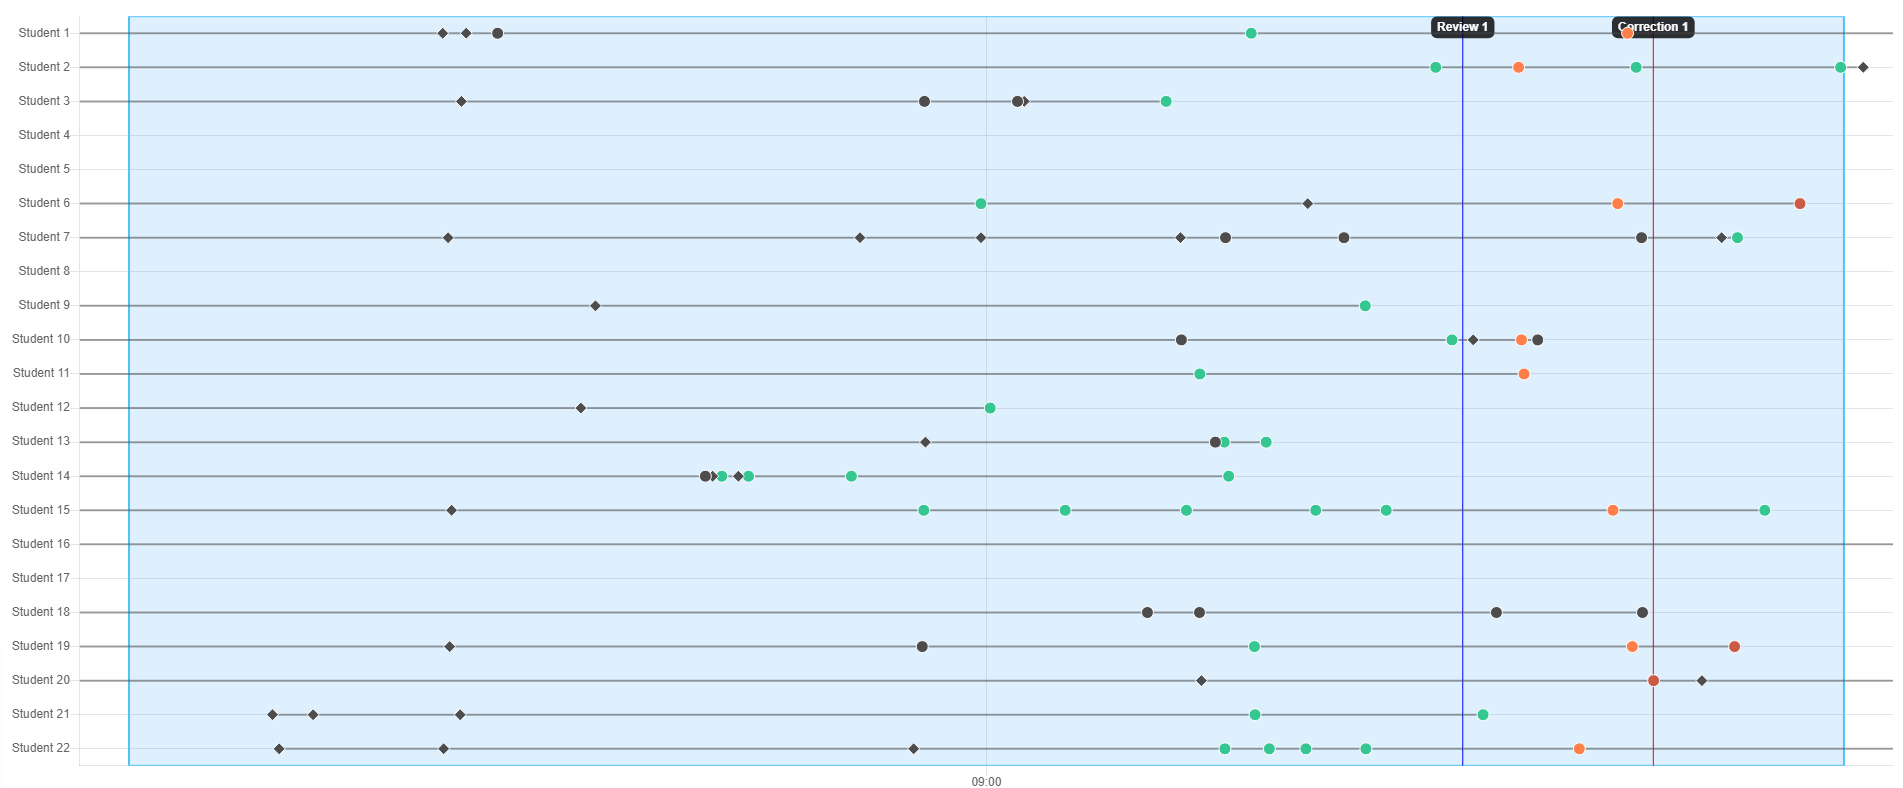 Student 1
Review 1
Correction 1
Student 2
Student 3
Student 4
Student 5
Student 6
Student 7
Student 8
Student 9
Student 10
Student 11
Student 12
Student 13
Student 14
Student 15
Student 16
Student 17
Student 18
Student 19
Student 20
Student 21
Student 22
09:00